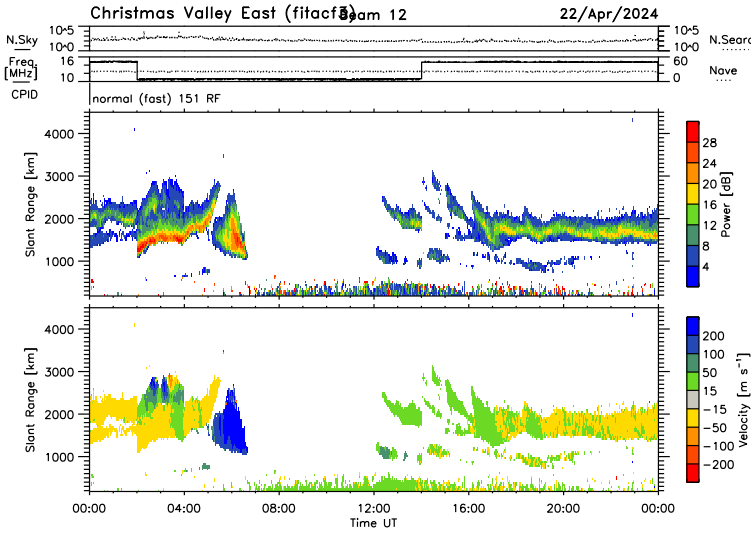 Christmas Valley East (fitacf3) Beam 12 22/Apr/2024
N.Sky 10^5 10^0 10^5 10^0 N.Searc
Freq. [MHz] 16 10 60 0 Nave
CPID normal (fast) 151 RF
Slant Range [km] 4000 3000 2000 1000
28 24 20 16 12 8 4 Power [dB]
Slant Range [km] 4000 3000 2000 1000
200 100 50 15 -15 -50 -100 -200 Velocity [m s⁻¹]
00:00 04:00 08:00 12:00 16:00 20:00 00:00
Time UT